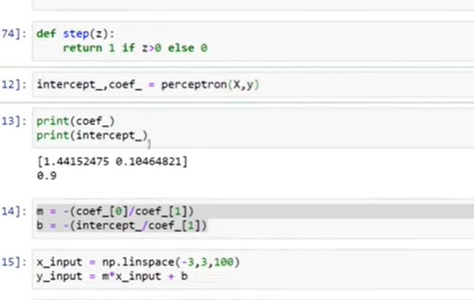 74]:
def step(z):
return 1 if z>0 else 0
12]:
intercept_,coef_ = perceptron(X,y)
13]:
print(coef_)
print(intercept_)
[1.44152475 0.10464821]
0.9
14]:
m = -(coef_[0]/coef_[1])
b = -(intercept_/coef_[1])
15]:
x_input = np.linspace(-3,3,100)
y_input = m*x_input + b